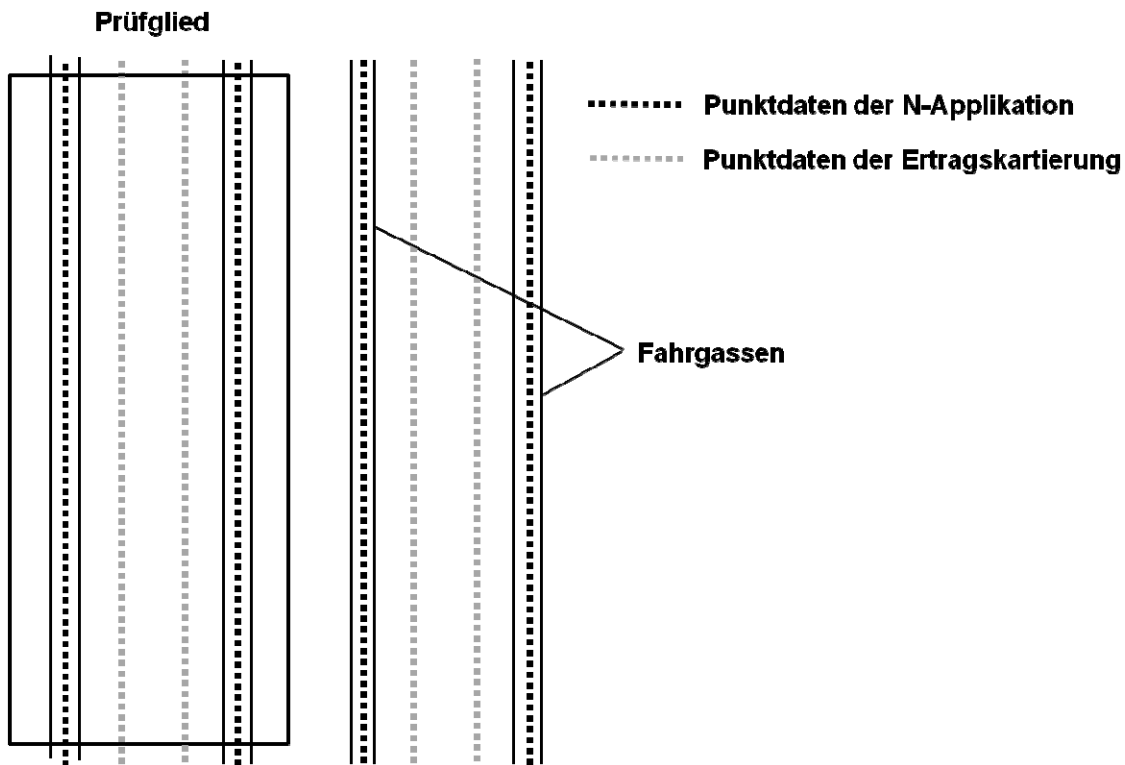 Prüfglied
Punktdaten der N-Applikation
Punktdaten der Ertragskartierung
Fahrgassen